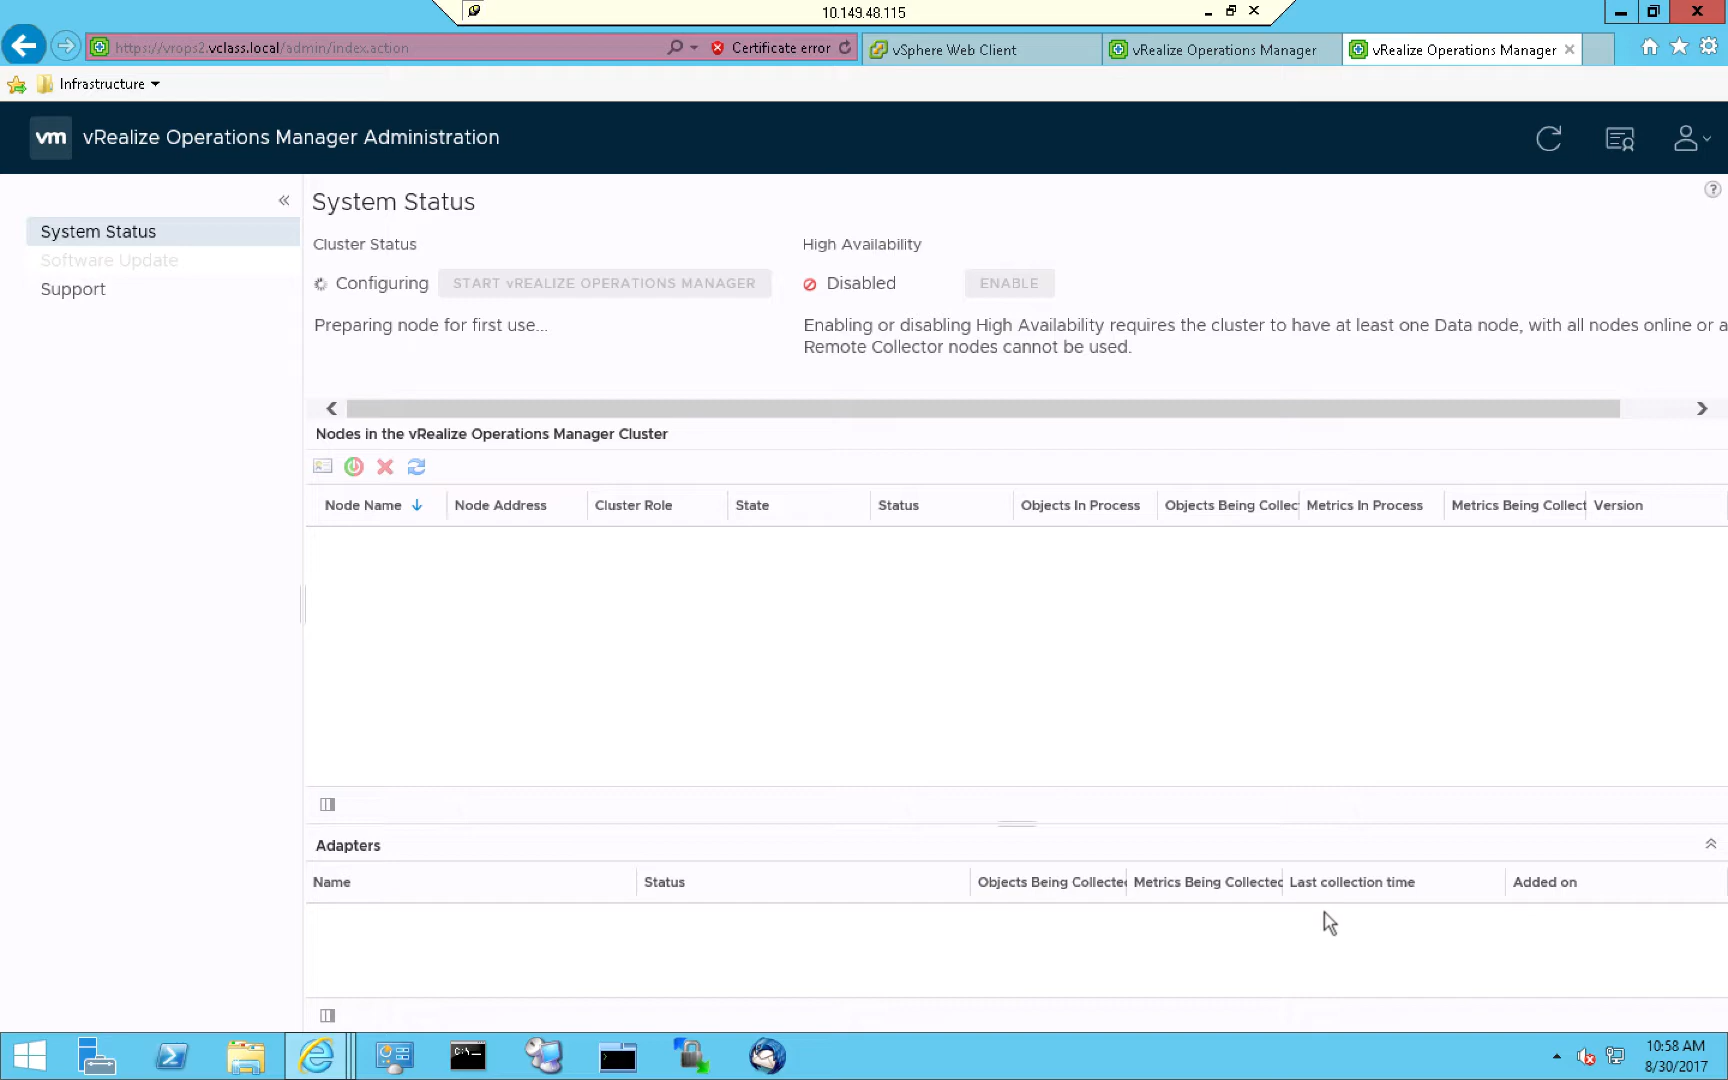 10.149.48.115
https://vrops2.vclass.local/admin/index.action
Certificate error
vSphere Web Client
vRealize Operations Manager
vRealize Operations Manager
Infrastructure
vm vRealize Operations Manager Administration
System Status
Software Update
Support
System Status
Cluster Status
High Availability
Configuring
START vREALIZE OPERATIONS MANAGER
Disabled
ENABLE
Preparing node for first use...
Enabling or disabling High Availability requires the cluster to have at least one Data node, with all nodes online or a
Remote Collector nodes cannot be used.
Nodes in the vRealize Operations Manager Cluster
Node Name
Node Address
Cluster Role
State
Status
Objects In Process
Objects Being Collec
Metrics In Process
Metrics Being Collect
Version
Adapters
Name
Status
Objects Being Collected
Metrics Being Collected
Last collection time
Added on
C:\_
10:58 AM
8/30/2017